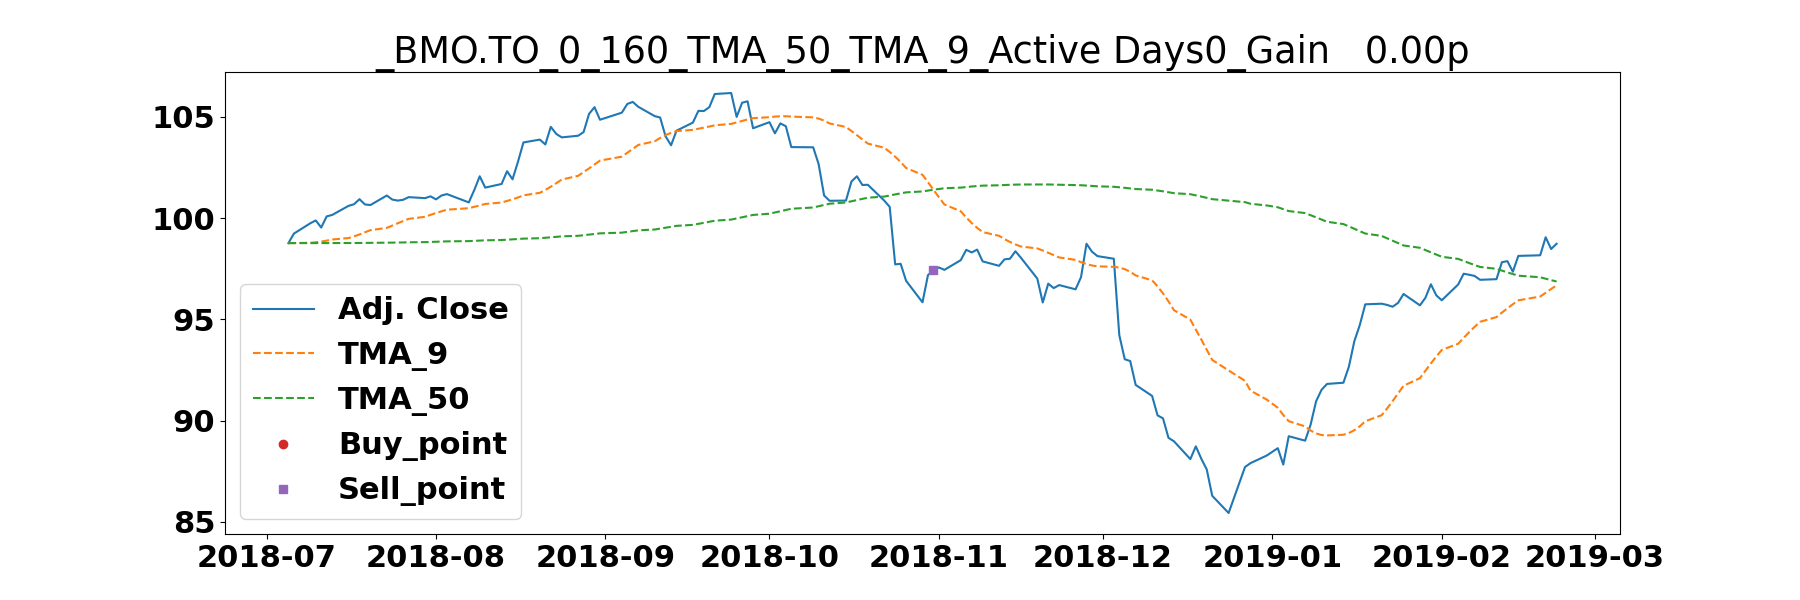 _BMO.TO_0_160_TMA_50_TMA_9_Active Days0_Gain   0.00p
105
100
95
90
85
Adj. Close
TMA_9
TMA_50
Buy_point
Sell_point
2018-07 2018-08 2018-09 2018-10 2018-11 2018-12 2019-01 2019-02 2019-03